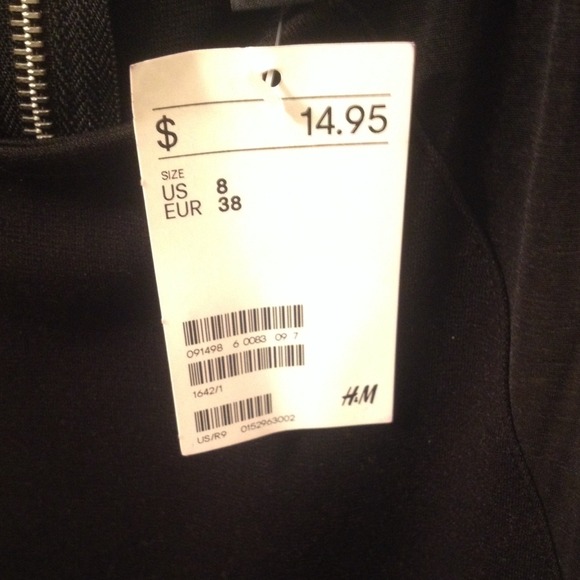 $ 14.95
SIZE
US 8
EUR 38
091498 6 0083 09 7
1642/1
H&M
US/R9 0152963002